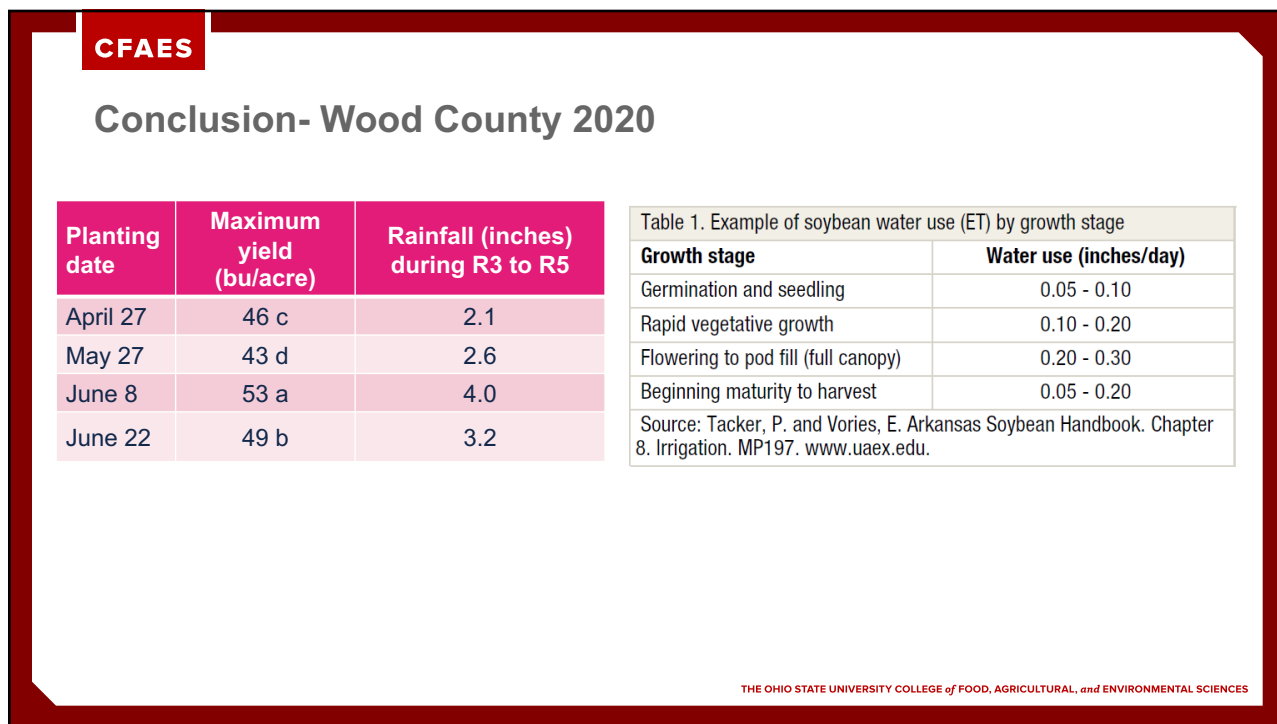 CFAES
Conclusion- Wood County 2020
Planting date
Maximum yield (bu/acre)
Rainfall (inches) during R3 to R5
April 27 46 c 2.1
May 27 43 d 2.6
June 8 53 a 4.0
June 22 49 b 3.2
Table 1. Example of soybean water use (ET) by growth stage
Growth stage Water use (inches/day)
Germination and seedling 0.05 - 0.10
Rapid vegetative growth 0.10 - 0.20
Flowering to pod fill (full canopy) 0.20 - 0.30
Beginning maturity to harvest 0.05 - 0.20
Source: Tacker, P. and Vories, E. Arkansas Soybean Handbook. Chapter
8. Irrigation. MP197. www.uaex.edu.
THE OHIO STATE UNIVERSITY COLLEGE of FOOD, AGRICULTURAL, and ENVIRONMENTAL SCIENCES